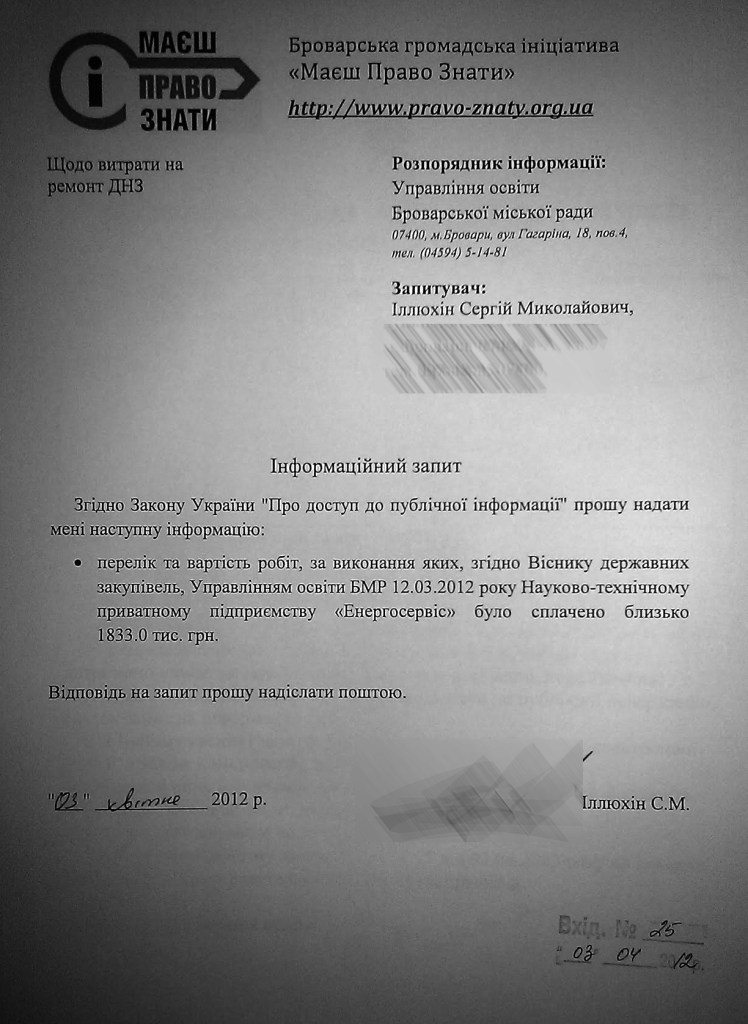 МАЄШ
ПРАВО
ЗНАТИ
Броварська громадська ініціатива
«Маєш Право Знати»
http://www.pravo-znaty.org.ua
Щодо витрати на
ремонт ДНЗ
Розпорядник інформації:
Управління освіти
Броварської міської ради
07400, м.Бровари, вул Гагаріна, 18, пов.4,
тел. (04594) 5-14-81
Запитувач:
Іллюхін Сергій Миколайович,
Інформаційний запит
Згідно Закону України "Про доступ до публічної інформації" прошу надати
мені наступну інформацію:
• перелік та вартість робіт, за виконання яких, згідно Віснику державних
закупівель, Управлінням освіти БМР 12.03.2012 року Науково-технічному
приватному підприємству «Енергосервіс» було сплачено близько
1833.0 тис. грн.
Відповідь на запит прошу надіслати поштою.
"03" квітне 2012 р.
Іллюхін С.М.
Вхід. № 25
"03" 04 2012р.